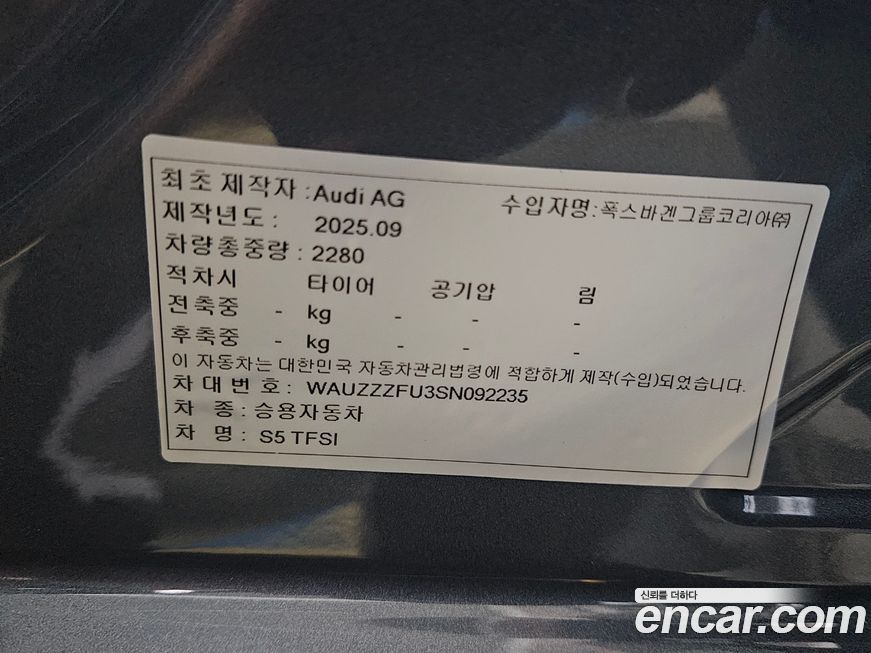 최초 제작자 : Audi AG 수입자명 : 폭스바겐그룹코리아㈜
제작년도 : 2025.09
차량총중량 : 2280
적차시 타이어 공기압 림
전축중 - kg - - -
후축중 - kg - - -
이 자동차는 대한민국 자동차관리법령에 적합하게 제작(수입)되었습니다.
차대번호 : WAUZZZFU3SN092235
차 종 : 승용자동차
차 명 : S5 TFSI
신뢰를 더하다
encar.com